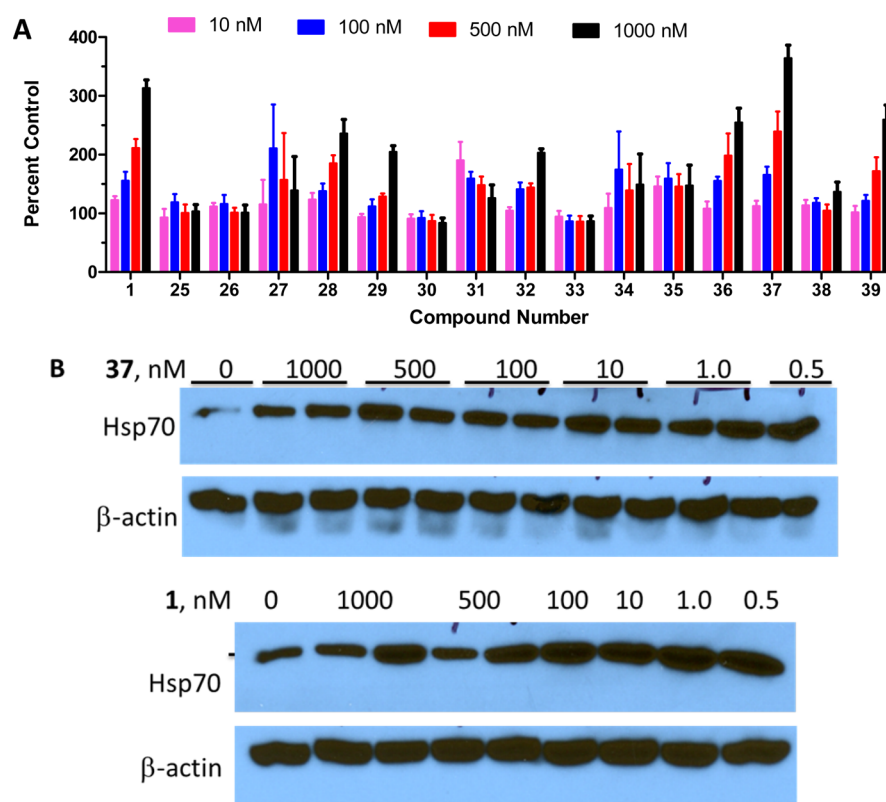 A
10 nM 100 nM 500 nM 1000 nM
400
300
200
100
0
Percent Control
1 25 26 27 28 29 30 31 32 33 34 35 36 37 38 39
Compound Number
B 37, nM 0 1000 500 100 10 1.0 0.5
Hsp70
β-actin
1, nM 0 1000 500 100 10 1.0 0.5
Hsp70
β-actin